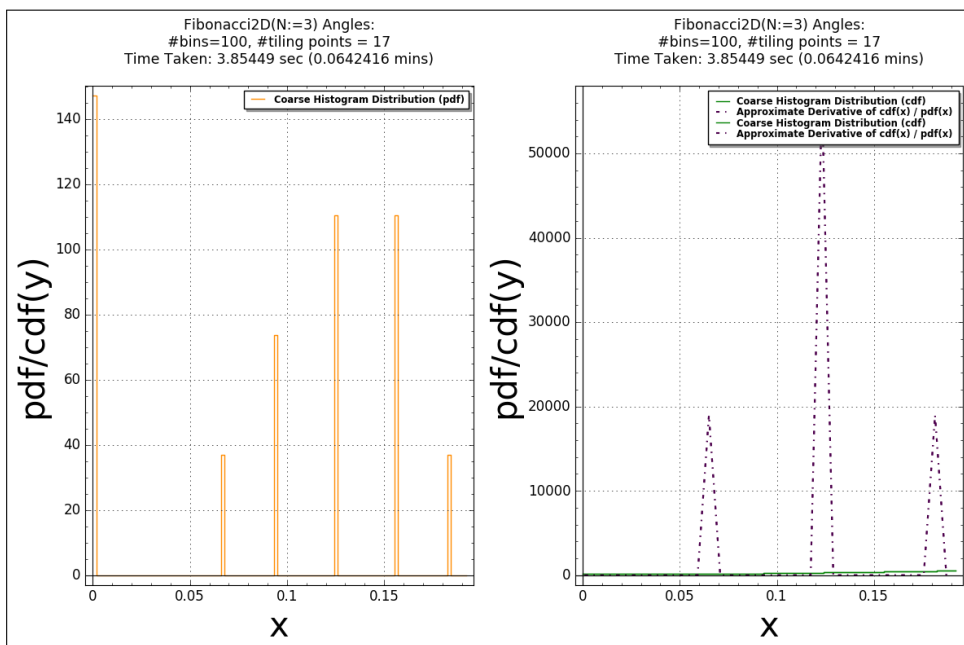 Fibonacci2D(N:=3) Angles:
#bins=100, #tiling points = 17
Time Taken: 3.85449 sec (0.0642416 mins)
Coarse Histogram Distribution (pdf)
140
120
100
80
60
40
20
0
pdf/cdf(y)
0 0.05 0.1 0.15
x
Fibonacci2D(N:=3) Angles:
#bins=100, #tiling points = 17
Time Taken: 3.85449 sec (0.0642416 mins)
Coarse Histogram Distribution (cdf)
Approximate Derivative of cdf(x) / pdf(x)
Coarse Histogram Distribution (cdf)
Approximate Derivative of cdf(x) / pdf(x)
50000
40000
30000
20000
10000
0
pdf/cdf(y)
0 0.05 0.1 0.15
x